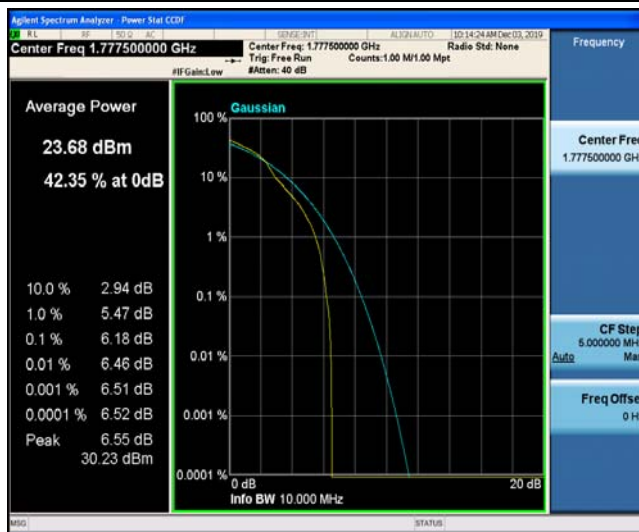 Agilent Spectrum Analyzer - Power Stat CCDF
RL RF 50 Ω AC SENSE:INT ALIGN AUTO 10:14:24 AM Dec 03, 2019
Center Freq 1.777500000 GHz
Center Freq: 1.777500000 GHz Radio Std: None
Trig: Free Run Counts:1.00 M/1.00 Mpt
#IFGain:Low #Atten: 40 dB
Frequency
Average Power
23.68 dBm
42.35 % at 0dB
10.0 % 2.94 dB
1.0 % 5.47 dB
0.1 % 6.18 dB
0.01 % 6.46 dB
0.001 % 6.51 dB
0.0001 % 6.52 dB
Peak 6.55 dB
30.23 dBm
Gaussian
100 %
10 %
1 %
0.1 %
0.01 %
0.001 %
0.0001 %
0 dB 20 dB
Info BW 10.000 MHz
Center Freq
1.777500000 GH
CF Step
5.000000 MH
Auto Ma
Freq Offse
0 H
MSG STATUS